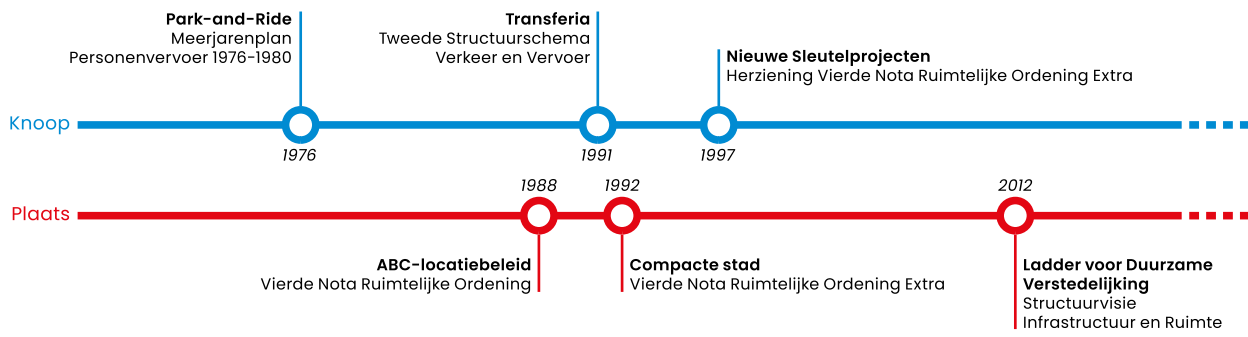 Park-and-Ride
Meerjarenplan
Personenvervoer 1976-1980
Transferia
Tweede Structuurschema
Verkeer en Vervoer
Nieuwe Sleutelprojecten
Herziening Vierde Nota Ruimtelijke Ordening Extra
Knoop
1976
1991
1997
1988
1992
2012
Plaats
ABC-locatiebeleid
Vierde Nota Ruimtelijke Ordening
Compacte stad
Vierde Nota Ruimtelijke Ordening Extra
Ladder voor Duurzame
Verstedelijking
Structuurvisie
Infrastructuur en Ruimte